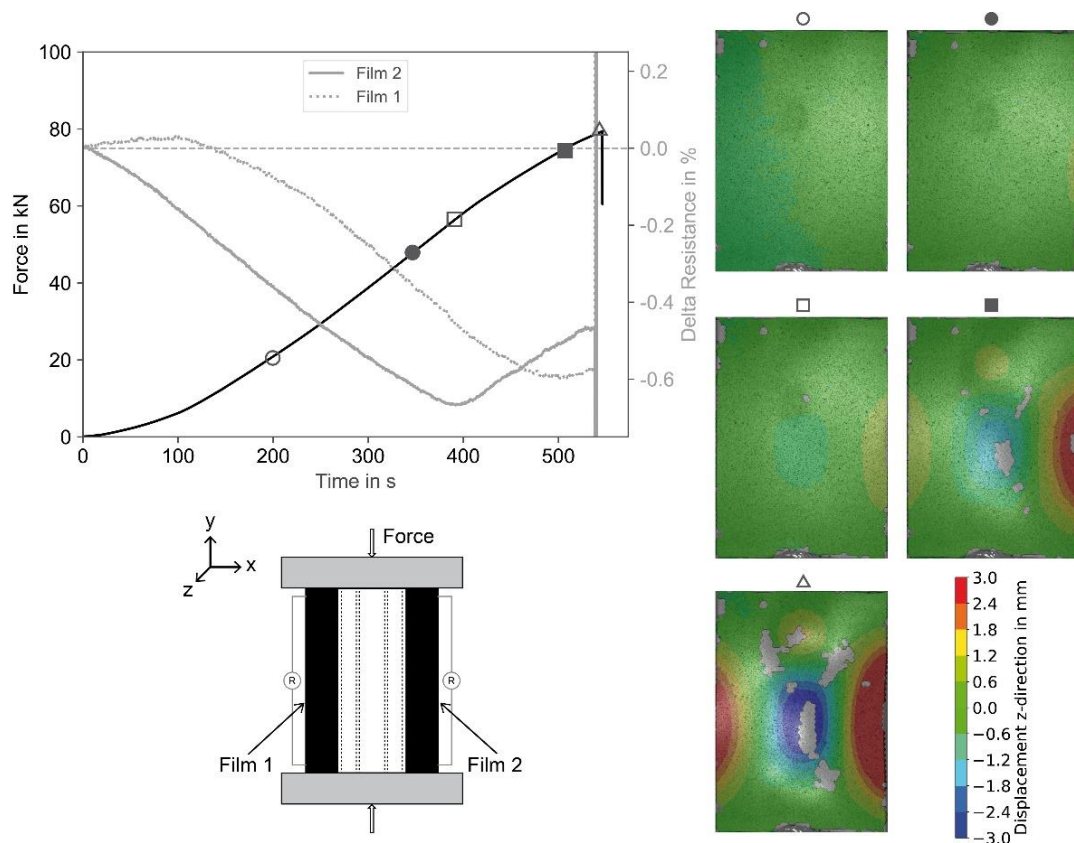 100
80
60
40
20
0
Force in kN
Film 2
Film 1
0.2
0.0
-0.2
-0.4
-0.6
Delta Resistance in %
0
100
200
300
400
500
Time in s
y
x
z
Force
R
R
Film 1
Film 2
3.0
2.4
1.8
1.2
0.6
0.0
−0.6
−1.2
−1.8
−2.4
−3.0
Displacement z-direction in mm